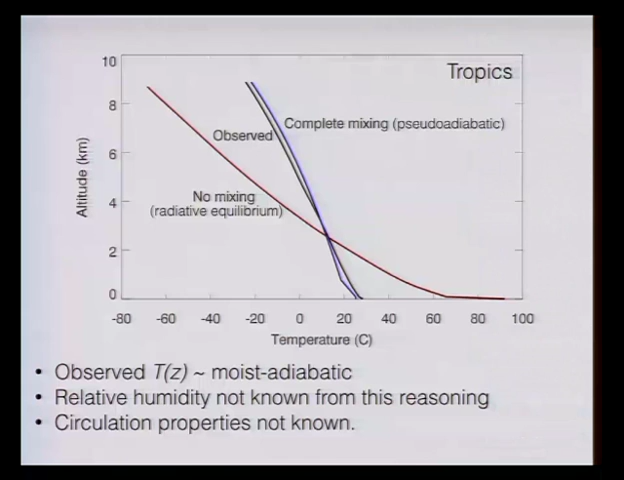 Tropics
10
8
6
4
2
0
Altitude (km)
Observed
Complete mixing (pseudoadiabatic)
No mixing
(radiative equilibrium)
-80 -60 -40 -20 0 20 40 60 80 100
Temperature (C)
• Observed T(z) ~ moist-adiabatic
• Relative humidity not known from this reasoning
• Circulation properties not known.